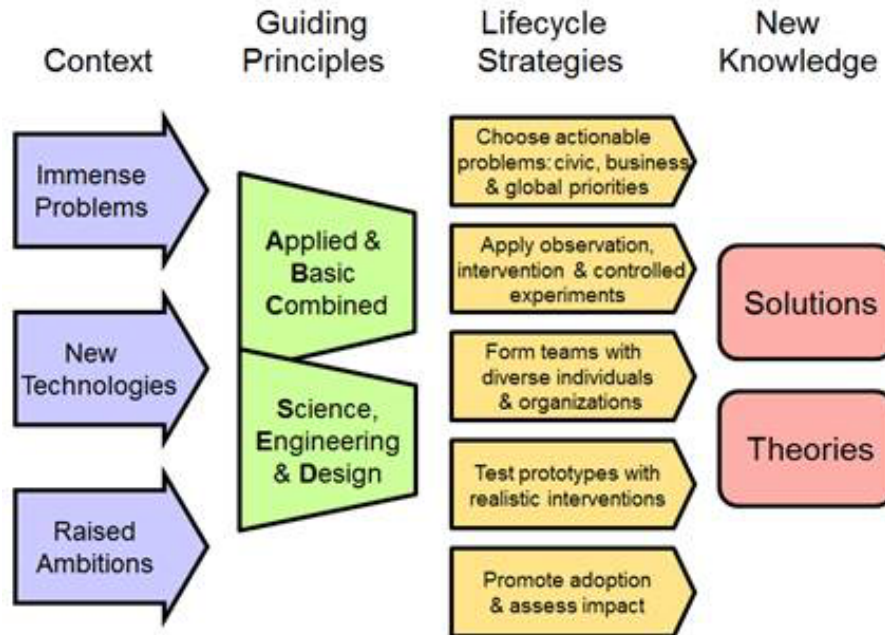 Context
Guiding
Principles
Lifecycle
Strategies
New
Knowledge
Immense
Problems
New
Technologies
Raised
Ambitions
Applied &
Basic
Combined
Science,
Engineering
& Design
Choose actionable
problems: civic, business
& global priorities
Apply observation,
intervention & controlled
experiments
Form teams with
diverse individuals
& organizations
Test prototypes with
realistic interventions
Promote adoption
& assess impact
Solutions
Theories